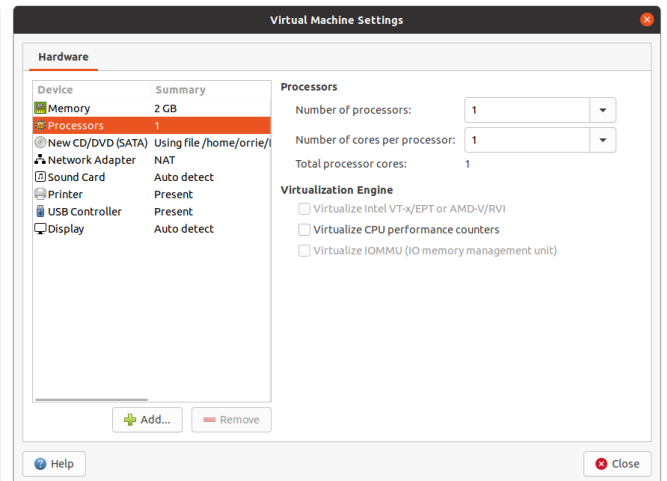 Virtual Machine Settings
Hardware
Device Summary
Memory 2 GB
Processors 1
New CD/DVD (SATA) Using file /home/orrie/
Network Adapter NAT
Sound Card Auto detect
Printer Present
USB Controller Present
Display Auto detect
Add...
Remove
Processors
Number of processors: 1
Number of cores per processor: 1
Total processor cores: 1
Virtualization Engine
Virtualize Intel VT-x/EPT or AMD-V/RVI
Virtualize CPU performance counters
Virtualize IOMMU (IO memory management unit)
Help
Close